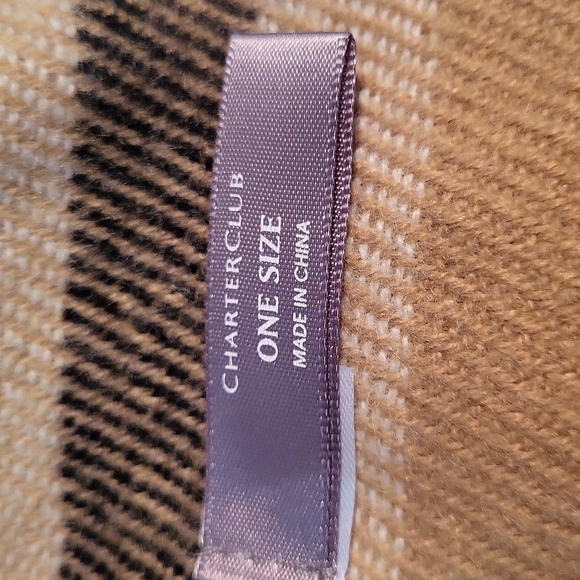 CHARTER CLUB
ONE SIZE
MADE IN CHINA